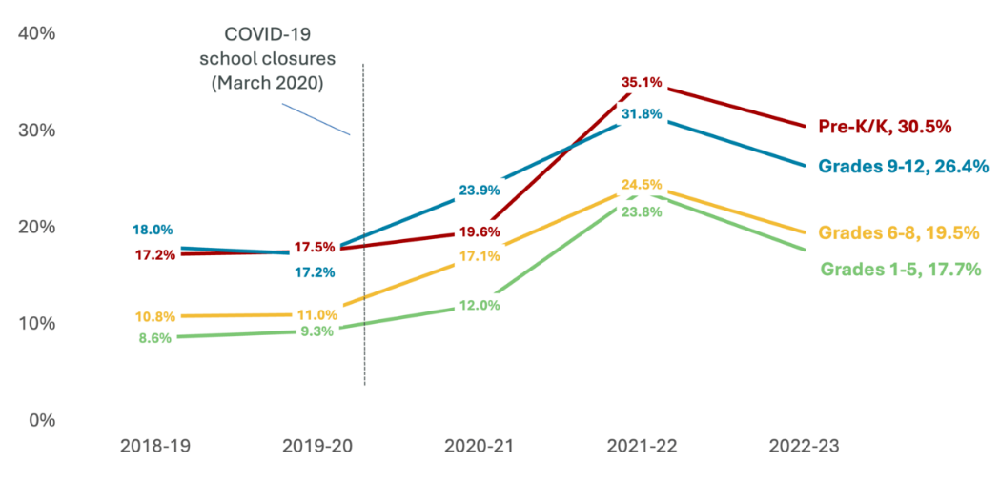 40%
COVID-19
school closures
(March 2020)
30%
20%
10%
0%
18.0%
17.2%
10.8%
8.6%
17.5%
17.2%
11.0%
9.3%
23.9%
19.6%
17.1%
12.0%
35.1%
31.8%
24.5%
23.8%
Pre-K/K, 30.5%
Grades 9-12, 26.4%
Grades 6-8, 19.5%
Grades 1-5, 17.7%
2018-19 2019-20 2020-21 2021-22 2022-23